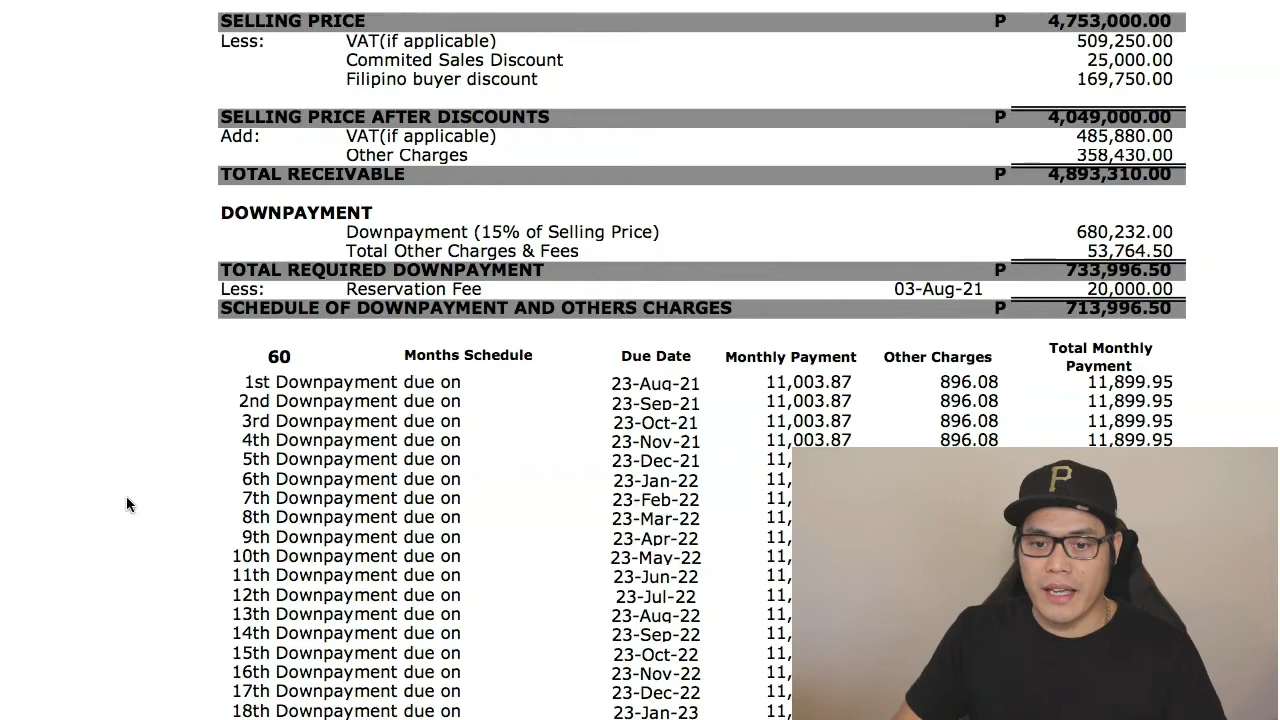 SELLING PRICE P 4,753,000.00
Less: VAT(if applicable) 509,250.00
Commited Sales Discount 25,000.00
Filipino buyer discount 169,750.00
SELLING PRICE AFTER DISCOUNTS P 4,049,000.00
Add: VAT(if applicable) 485,880.00
Other Charges 358,430.00
TOTAL RECEIVABLE P 4,893,310.00
DOWNPAYMENT
Downpayment (15% of Selling Price) 680,232.00
Total Other Charges & Fees 53,764.50
TOTAL REQUIRED DOWNPAYMENT P 733,996.50
Less: Reservation Fee 03-Aug-21 20,000.00
SCHEDULE OF DOWNPAYMENT AND OTHERS CHARGES P 713,996.50
60 Months Schedule Due Date Monthly Payment Other Charges Total Monthly Payment
1st Downpayment due on 23-Aug-21 11,003.87 896.08 11,899.95
2nd Downpayment due on 23-Sep-21 11,003.87 896.08 11,899.95
3rd Downpayment due on 23-Oct-21 11,003.87 896.08 11,899.95
4th Downpayment due on 23-Nov-21 11,003.87 896.08 11,899.95
5th Downpayment due on 23-Dec-21 11,
6th Downpayment due on 23-Jan-22 11,
7th Downpayment due on 23-Feb-22 11,
8th Downpayment due on 23-Mar-22 11,
9th Downpayment due on 23-Apr-22 11,
10th Downpayment due on 23-May-22 11,
11th Downpayment due on 23-Jun-22 11,
12th Downpayment due on 23-Jul-22 11,
13th Downpayment due on 23-Aug-22 11,
14th Downpayment due on 23-Sep-22 11,
15th Downpayment due on 23-Oct-22 11,
16th Downpayment due on 23-Nov-22 11,
17th Downpayment due on 23-Dec-22 11,
18th Downpayment due on 23-Jan-23 11,
P